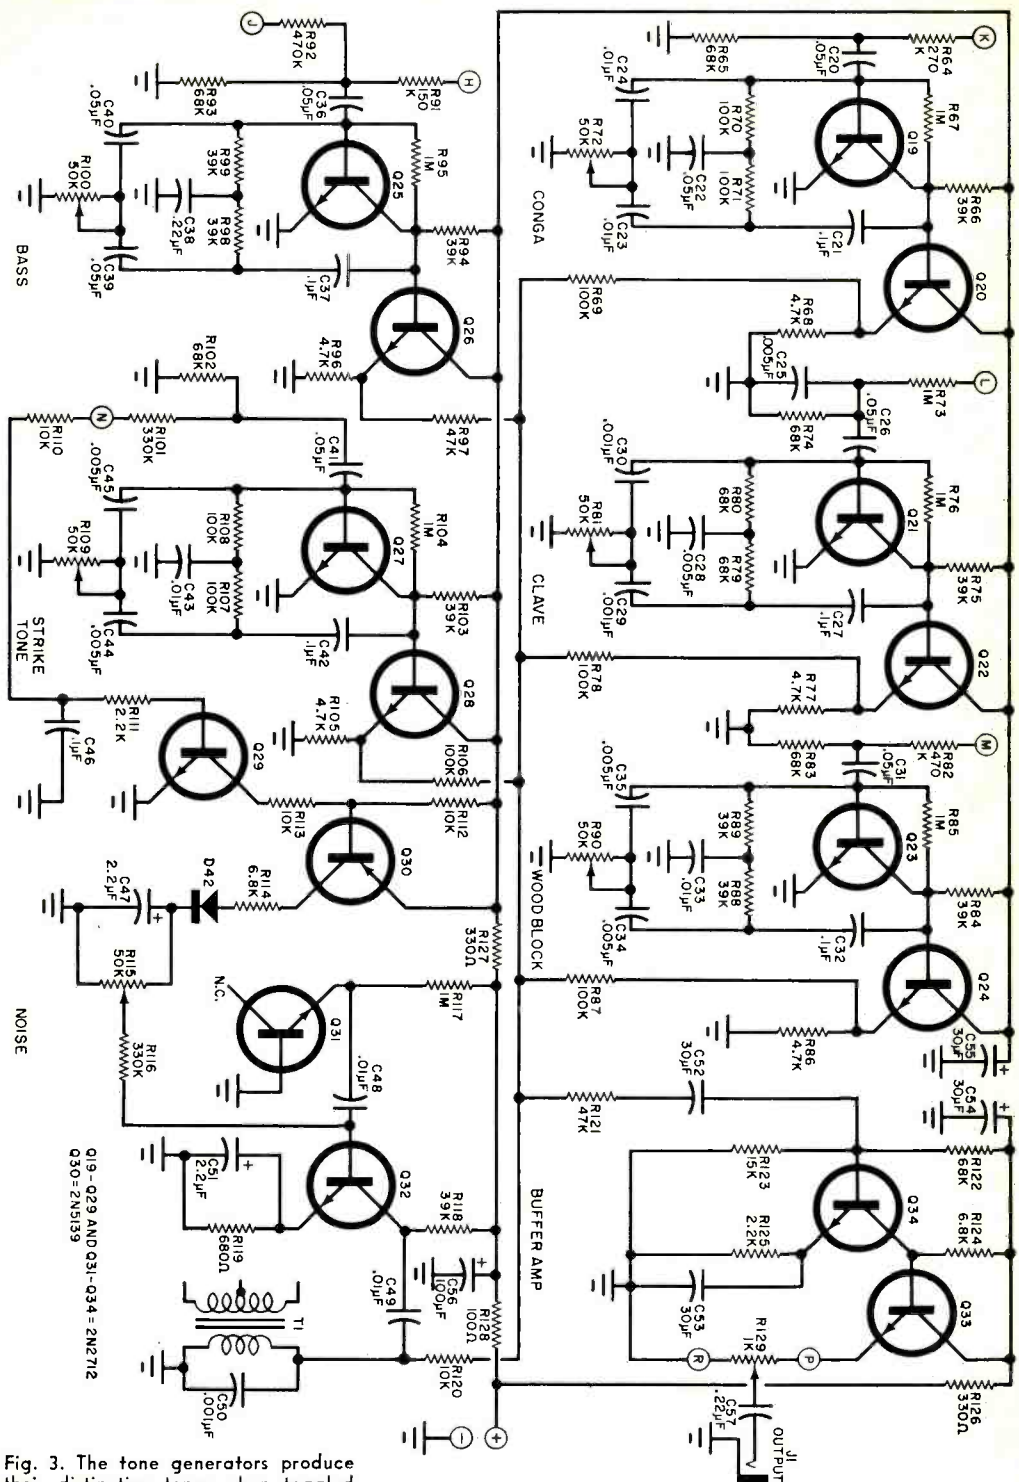 K
R64
270
K
R65
68K
C20
.05µF
R67
1M
Q19
R66
39K
R70
100K
R71
100K
C22
.05µF
C24
.01µF
R72
50K
C23
.01µF
C21
.1µF
CONGA
Q20
R69
100K
R68
4.7K
L
R73
1M
C25
.005µF
R74
68K
C26
.05µF
R76
1M
Q21
R75
39K
R80
68K
R79
68K
C28
.005µF
C30
.001µF
R81
50K
C29
.001µF
C27
.1µF
CLAVE
Q22
R78
100K
R77
4.7K
M
R82
470
K
R83
68K
C31
.05µF
R85
1M
Q23
R84
39K
R89
39K
R88
39K
C33
.01µF
C35
.005µF
R90
50K
C34
.005µF
C32
.1µF
WOOD BLOCK
Q24
R87
100K
R86
4.7K
C55
30µF
+
C54
30µF
+
C52
30µF
R121
47K
R122
68K
R123
15K
Q34
R124
6.8K
R125
2.2K
C53
30µF
Q33
R129
1K
R
P
R126
330Ω
C57
.22µF
J1
OUTPUT
BUFFER AMP
J
R92
470K
H
R91
150
K
R93
68K
C36
.05µF
R95
1M
Q25
R94
39K
R99
39K
R98
39K
C38
.22µF
C40
.05µF
R100
50K
C39
.05µF
C37
.1µF
BASS
Q26
R96
4.7K
R97
47K
R102
68K
N
R101
330K
R110
10K
C41
.05µF
R104
1M
Q27
R103
39K
R108
100K
R107
100K
C43
.01µF
C45
.005µF
R109
50K
C44
.005µF
C42
.1µF
STRIKE
TONE
Q28
R105
4.7K
R106
100K
R111
2.2K
C46
.1µF
Q29
R113
10K
R112
10K
Q30
R114
6.8K
D42
C47
2.2µF
+
R115
50K
R116
330K
R127
330Ω
R117
1M
Q31
N.C.
C48
.01µF
NOISE
Q32
R118
39K
C51
2.2µF
+
R119
680Ω
C56
100µF
+
C49
.01µF
R128
100Ω
R120
10K
T1
C50
.001µF
+
−
Q19-Q29 AND Q31-Q34=2N2712
Q30=2N5139
Fig. 3. The tone generators produce